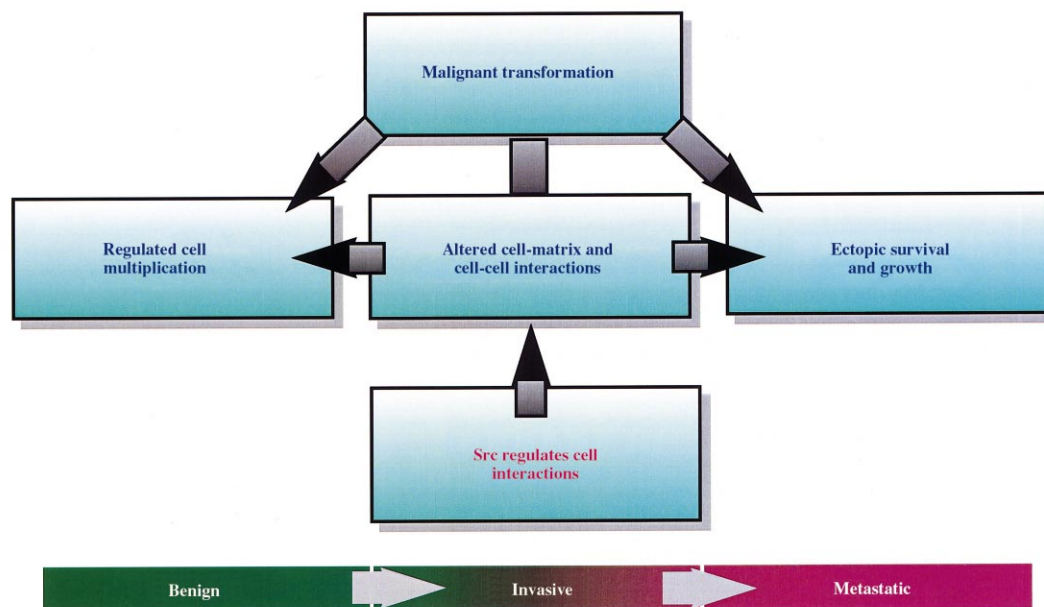 Malignant transformation
Regulated cell
multiplication
Altered cell-matrix and
cell-cell interactions
Ectopic survival
and growth
Src regulates cell
interactions
Benign
Invasive
Metastatic